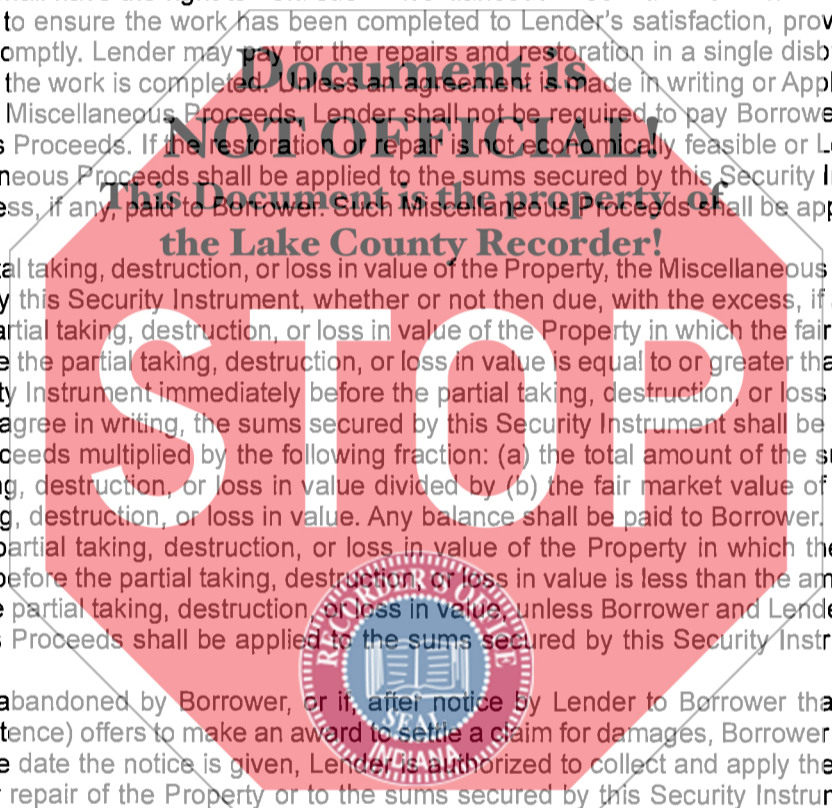 to ensure the work has been completed to Lender's satisfaction, prov
omptly. Lender may pay for the repairs and restoration in a single disb
the work is completed. Unless an agreement is made in writing or Appl
Miscellaneous Proceeds, Lender shall not be required to pay Borrowe
s Proceeds. If the restoration or repair is not economically feasible or L
neous Proceeds shall be applied to the sums secured by this Security I
ess, if any, paid to Borrower. Such Miscellaneous Proceeds shall be app
Document is
NOT OFFICIAL!
This Document is the property of
the Lake County Recorder!
al taking, destruction, or loss in value of the Property, the Miscellaneous
y this Security Instrument, whether or not then due, with the excess, if
artial taking, destruction, or loss in value of the Property in which the fair
e the partial taking, destruction, or loss in value is equal to or greater tha
ty Instrument immediately before the partial taking, destruction, or loss
agree in writing, the sums secured by this Security Instrument shall be
ceeds multiplied by the following fraction: (a) the total amount of the s
g, destruction, or loss in value divided by (b) the fair market value of
g, destruction, or loss in value. Any balance shall be paid to Borrower.
STOP
partial taking, destruction, or loss in value of the Property in which the
before the partial taking, destruction, or loss in value is less than the am
e partial taking, destruction, or loss in value, unless Borrower and Lende
s Proceeds shall be applied to the sums secured by this Security Instr
RECORDER'S OFFICE
SEAL
INDIANA
abandoned by Borrower, or if, after notice by Lender to Borrower tha
tence) offers to make an award to settle a claim for damages, Borrower
e date the notice is given, Lender is authorized to collect and apply the
r repair of the Property or to the sums secured by this Security Instrum